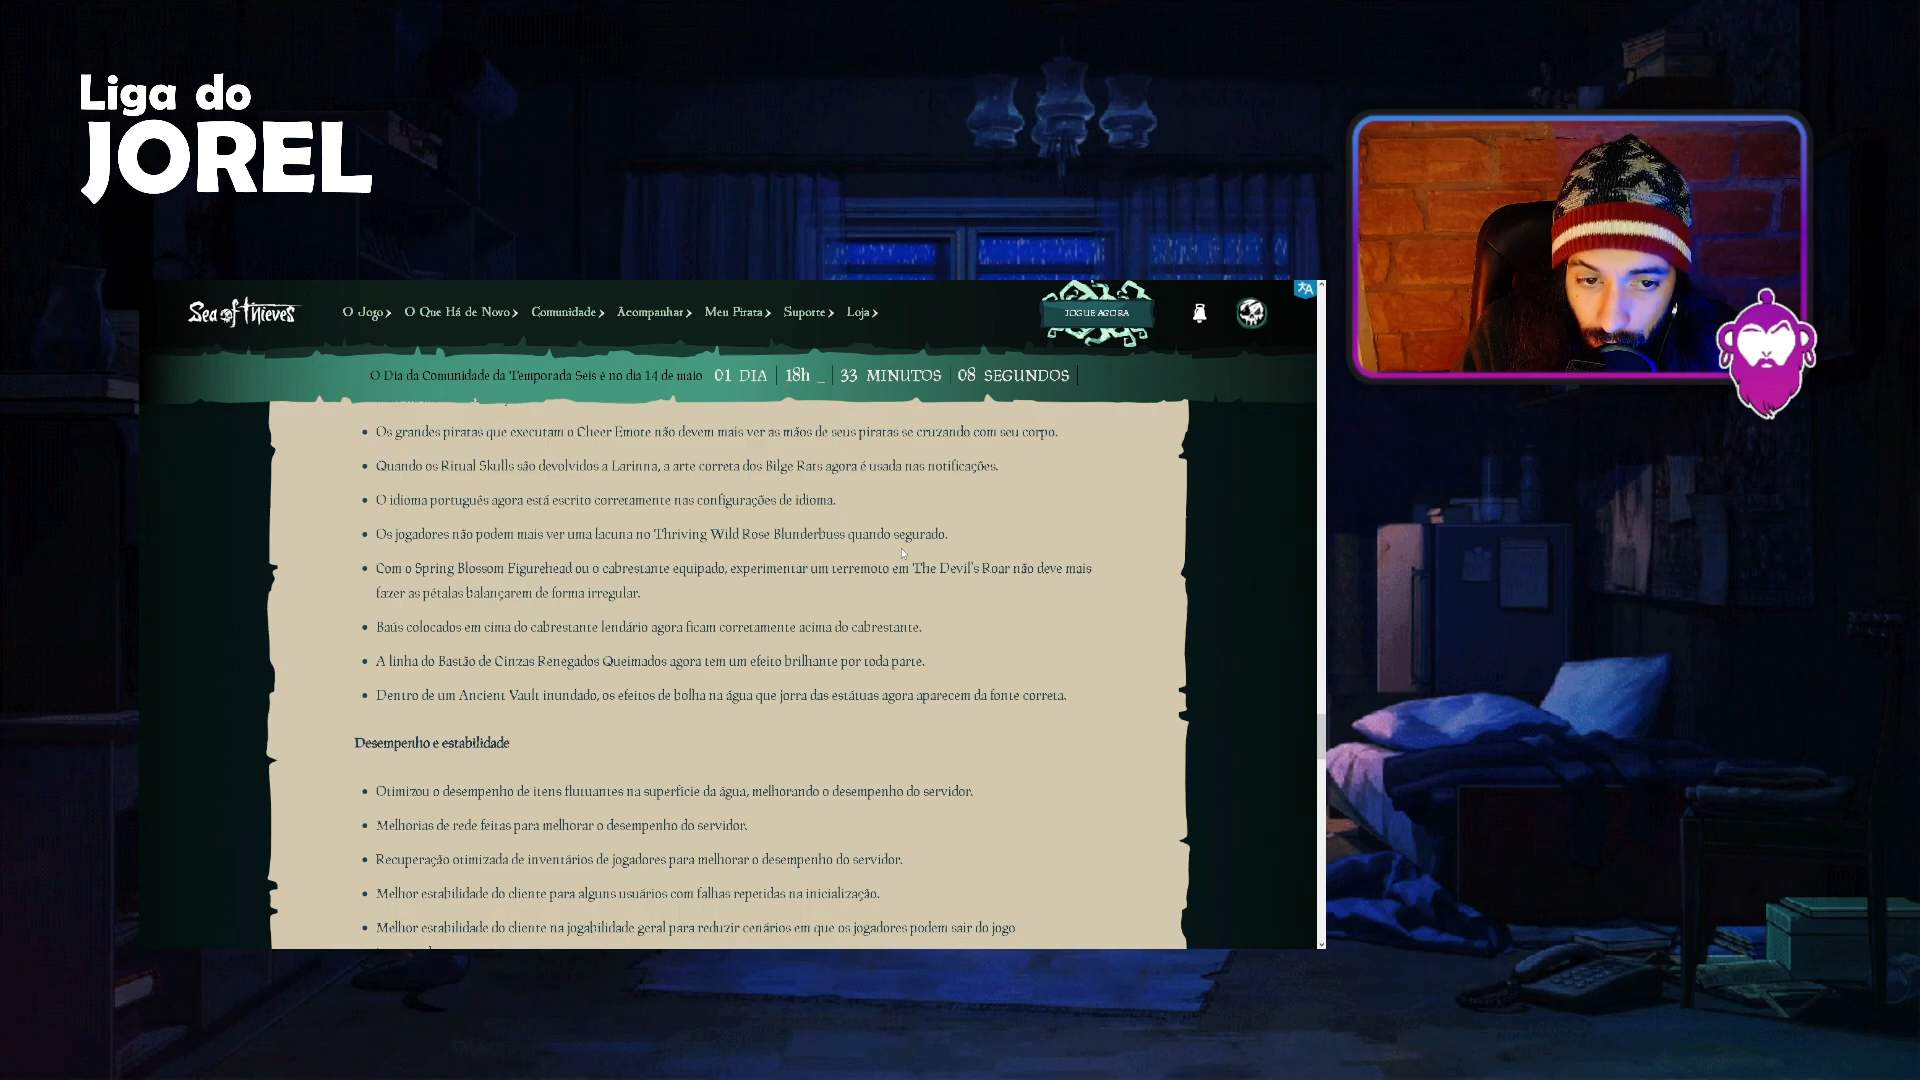 Liga do
JOREL
Sea of Thieves
O Jogo
O Que Há de Novo
Comunidade
Acompanhar
Meu Pirata
Suporte
Loja
JOGUE AGORA
O Dia da Comunidade da Temporada Seis é no dia 14 de maio 01 DIA 18h _ 33 MINUTOS 08 SEGUNDOS
Os grandes piratas que executam o Cheer Emote não devem mais ver as mãos de seus piratas se cruzando com seu corpo.
Quando os Ritual Skulls são devolvidos a Larinna, a arte correta dos Bilge Rats agora é usada nas notificações.
O idioma português agora está escrito corretamente nas configurações de idioma.
Os jogadores não podem mais ver uma lacuna no Thriving Wild Rose Blunderbuss quando segurado.
Com o Spring Blossom Figurehead ou o cabrestante equipado, experimentar um terremoto em The Devil's Roar não deve mais
fazer as pétalas balançarem de forma irregular.
Baús colocados em cima do cabrestante lendário agora ficam corretamente acima do cabrestante.
A linha do Bastão de Cinzas Renegados Queimados agora tem um efeito brilhante por toda parte.
Dentro de um Ancient Vault inundado, os efeitos de bolha na água que jorra das estátuas agora aparecem da fonte correta.
Desempenho e estabilidade
Otimizou o desempenho de itens flutuantes na superfície da água, melhorando o desempenho do servidor.
Melhorias de rede feitas para melhorar o desempenho do servidor.
Recuperação otimizada de inventários de jogadores para melhorar o desempenho do servidor.
Melhor estabilidade do cliente para alguns usuários com falhas repetidas na inicialização.
Melhor estabilidade do cliente na jogabilidade geral para reduzir cenários em que os jogadores podem sair do jogo